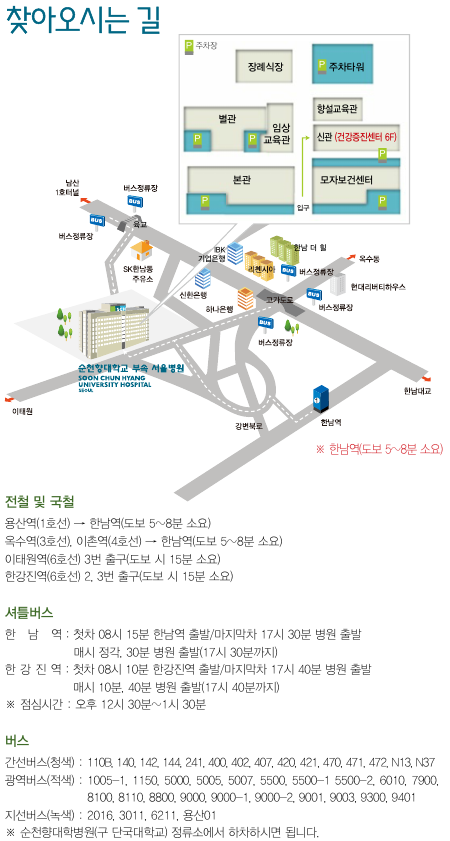 찾아오시는 길
P 주차장
장례식장
P 주차타워
별관
임상
교육관
향설교육관
신관 (건강증진센터 6F)
P
P
P
본관
모자보건센터
P
P
입구
남산
1호터널
버스정류장
BUS
BUS
육교
버스정류장
SK한남동
주유소
IBK
기업은행
한남 더 힐
리첸시아
옥수동
BUS
버스정류장
신한은행
현대리버티하우스
하나은행
고가도로
BUS
버스정류장
BUS
버스정류장
SCH
순천향대학교 부속 서울병원
SOON CHUN HYANG
UNIVERSITY HOSPITAL
SEOUL
이태원
한남대교
강변북로
한남역
※ 한남역(도보 5~8분 소요)
전철 및 국철
용산역(1호선) → 한남역(도보 5~8분 소요)
옥수역(3호선), 이촌역(4호선) → 한남역(도보 5~8분 소요)
이태원역(6호선) 3번 출구(도보 시 15분 소요)
한강진역(6호선) 2, 3번 출구(도보 시 15분 소요)
셔틀버스
한 남 역 : 첫차 08시 15분 한남역 출발/마지막차 17시 30분 병원 출발
매시 정각, 30분 병원 출발(17시 30분까지)
한 강 진 역 : 첫차 08시 10분 한강진역 출발/마지막차 17시 40분 병원 출발
매시 10분, 40분 병원 출발(17시 40분까지)
※ 점심시간 : 오후 12시 30분~1시 30분
버스
간선버스(청색) : 110B, 140, 142, 144, 241, 400, 402, 407, 420, 421, 470, 471, 472, N13, N37
광역버스(적색) : 1005-1, 1150, 5000, 5005, 5007, 5500, 5500-1 5500-2, 6010, 7900,
8100, 8110, 8800, 9000, 9000-1, 9000-2, 9001, 9003, 9300, 9401
지선버스(녹색) : 2016, 3011, 6211, 용산01
※ 순천향대학병원(구 단국대학교) 정류소에서 하차하시면 됩니다.